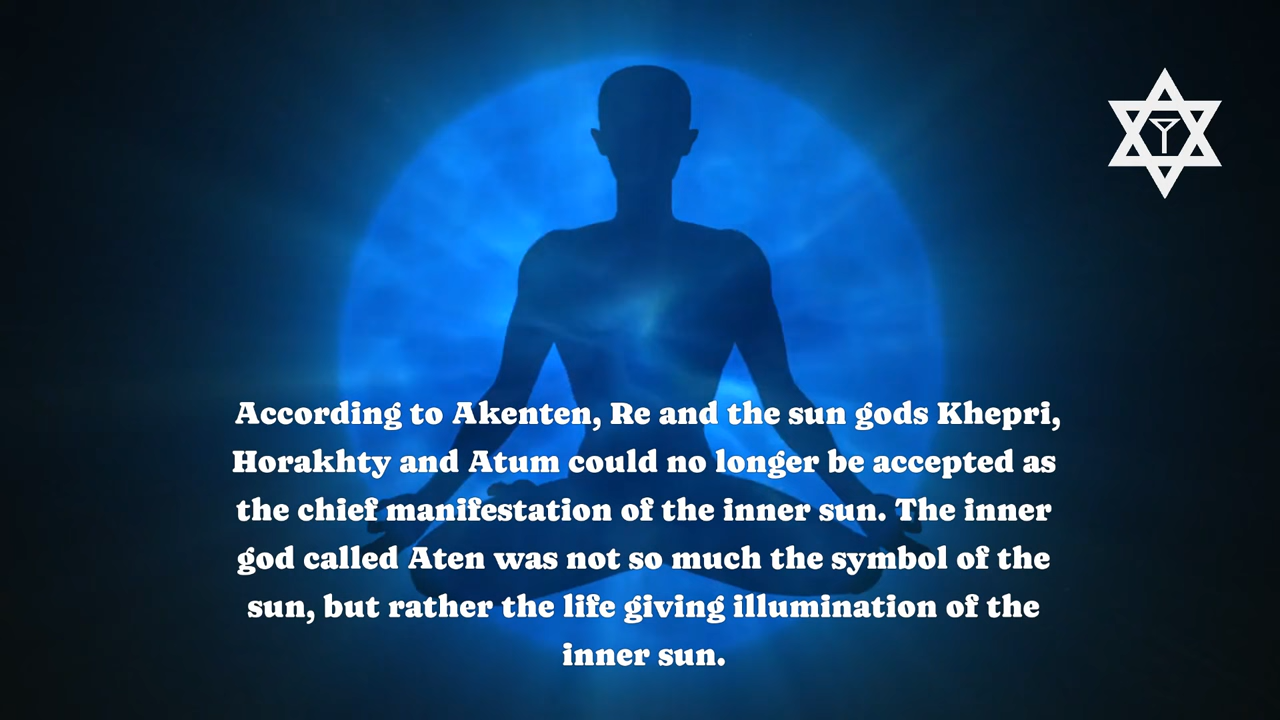 According to Akenten, Re and the sun gods Khepri,
Horakhty and Atum could no longer be accepted as
the chief manifestation of the inner sun. The inner
god called Aten was not so much the symbol of the
sun, but rather the life giving illumination of the
inner sun.